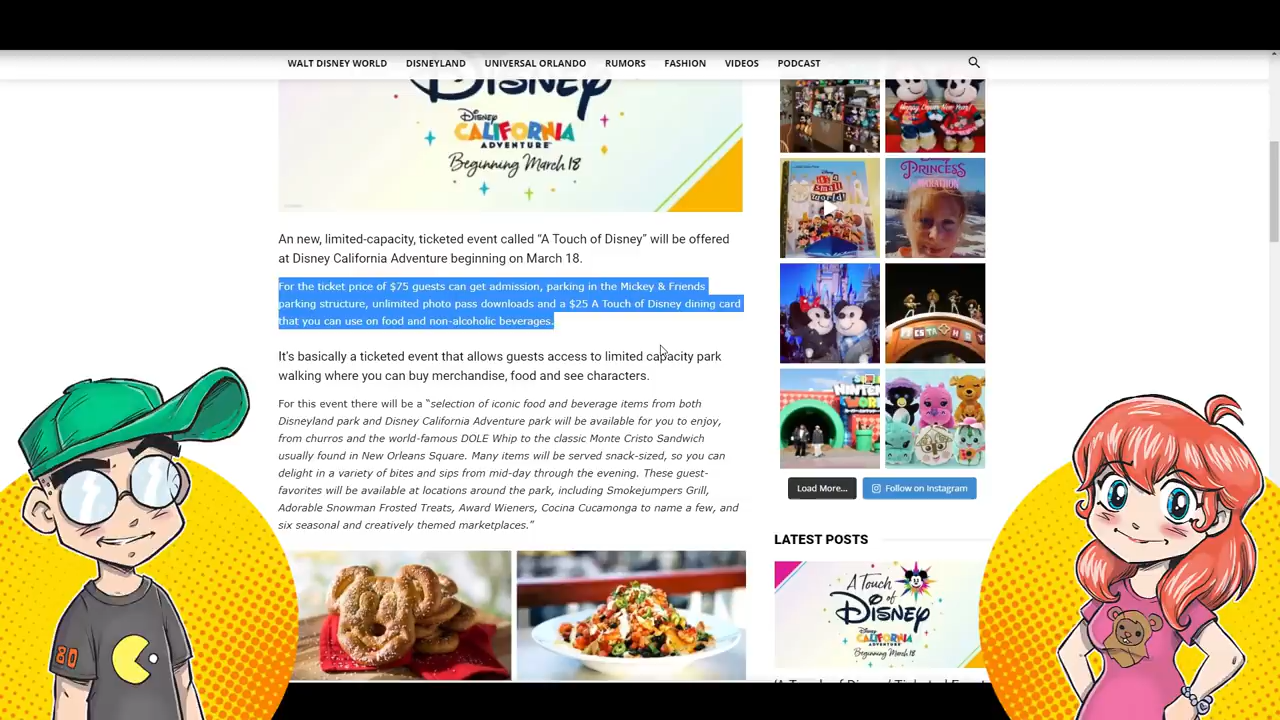 WALT DISNEY WORLD DISNEYLAND UNIVERSAL ORLANDO RUMORS FASHION VIDEOS PODCAST
DISNEY
Disney
CALIFORNIA
ADVENTURE
Beginning March 18
An new, limited-capacity, ticketed event called “A Touch of Disney” will be offered
at Disney California Adventure beginning on March 18.
For the ticket price of $75 guests can get admission, parking in the Mickey & Friends
parking structure, unlimited photo pass downloads and a $25 A Touch of Disney dining card
that you can use on food and non-alcoholic beverages.
It’s basically a ticketed event that allows guests access to limited capacity park
walking where you can buy merchandise, food and see characters.
For this event there will be a “selection of iconic food and beverage items from both
Disneyland park and Disney California Adventure park will be available for you to enjoy,
from churros and the world-famous DOLE Whip to the classic Monte Cristo Sandwich
usually found in New Orleans Square. Many items will be served snack-sized, so you can
delight in a variety of bites and sips from mid-day through the evening. These guest-
favorites will be available at locations around the park, including Smokejumpers Grill,
Adorable Snowman Frosted Treats, Award Wieners, Cocina Cucamonga to name a few, and
six seasonal and creatively themed marketplaces.”
it's a
small
world
PRINCESS
Load More...
Follow on Instagram
LATEST POSTS
A Touch
of
DISNEY
Disney
CALIFORNIA
ADVENTURE
Beginning March 18
80